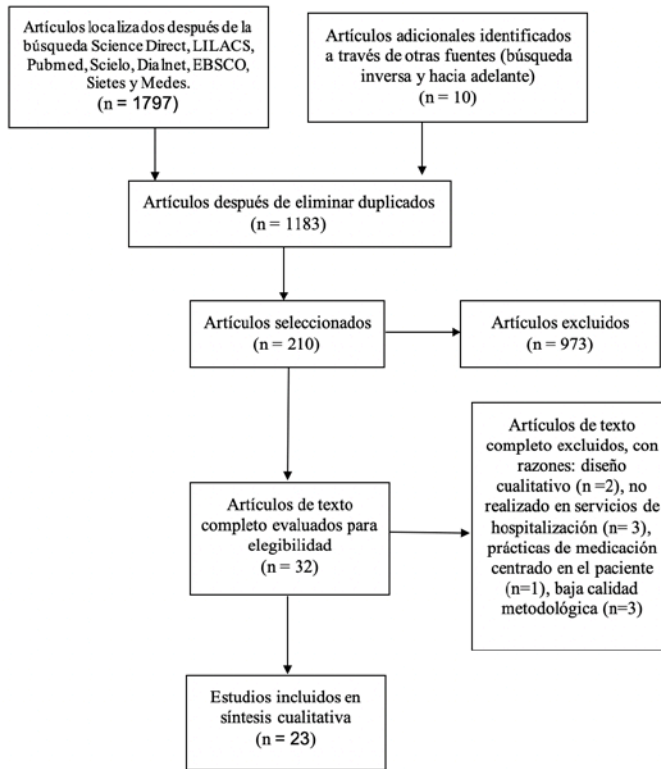 Artículos localizados después de la
búsqueda Science Direct, LILACS,
Pubmed, Scielo, Dialnet, EBSCO,
Sietes y Medes.
(n = 1797)
Artículos adicionales identificados
a través de otras fuentes (búsqueda
inversa y hacia adelante)
(n = 10)
Artículos después de eliminar duplicados
(n = 1183)
Artículos seleccionados
(n = 210)
Artículos excluidos
(n = 973)
Artículos de texto
completo evaluados para
elegibilidad
(n = 32)
Artículos de texto
completo excluidos, con
razones: diseño
cualitativo (n =2), no
realizado en servicios de
hospitalización (n= 3),
prácticas de medicación
centrado en el paciente
(n=1), baja calidad
metodológica (n=3)
Estudios incluidos en
síntesis cualitativa
(n = 23)